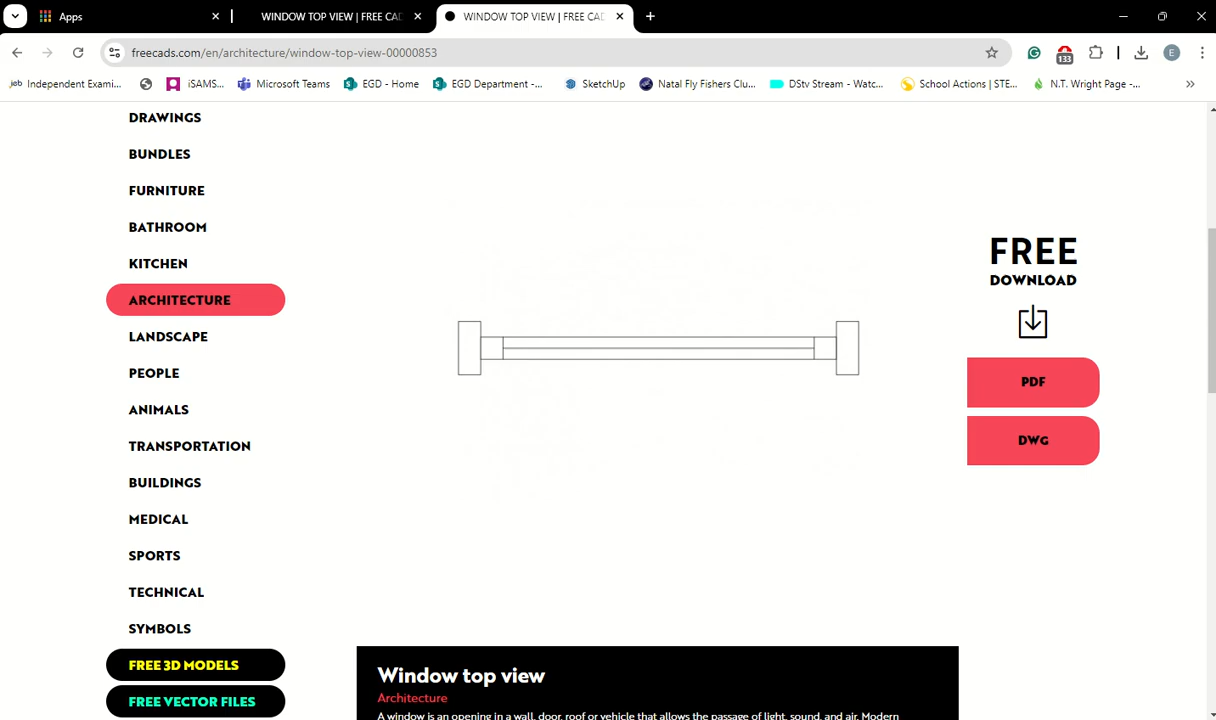 Apps
WINDOW TOP VIEW | FREE CAD
WINDOW TOP VIEW | FREE CAD
freecads.com/en/architecture/window-top-view-00000853
133
E
ieb Independent Exami...
iSAMS...
Microsoft Teams
EGD - Home
EGD Department -...
SketchUp
Natal Fly Fishers Clu...
DStv Stream - Watc...
School Actions | STE...
N.T. Wright Page -...
DRAWINGS
BUNDLES
FURNITURE
BATHROOM
KITCHEN
ARCHITECTURE
LANDSCAPE
PEOPLE
ANIMALS
TRANSPORTATION
BUILDINGS
MEDICAL
SPORTS
TECHNICAL
SYMBOLS
FREE 3D MODELS
FREE VECTOR FILES
FREE
DOWNLOAD
PDF
DWG
Window top view
Architecture
A window is an opening in a wall, door, roof or vehicle that allows the passage of light, sound, and air. Modern